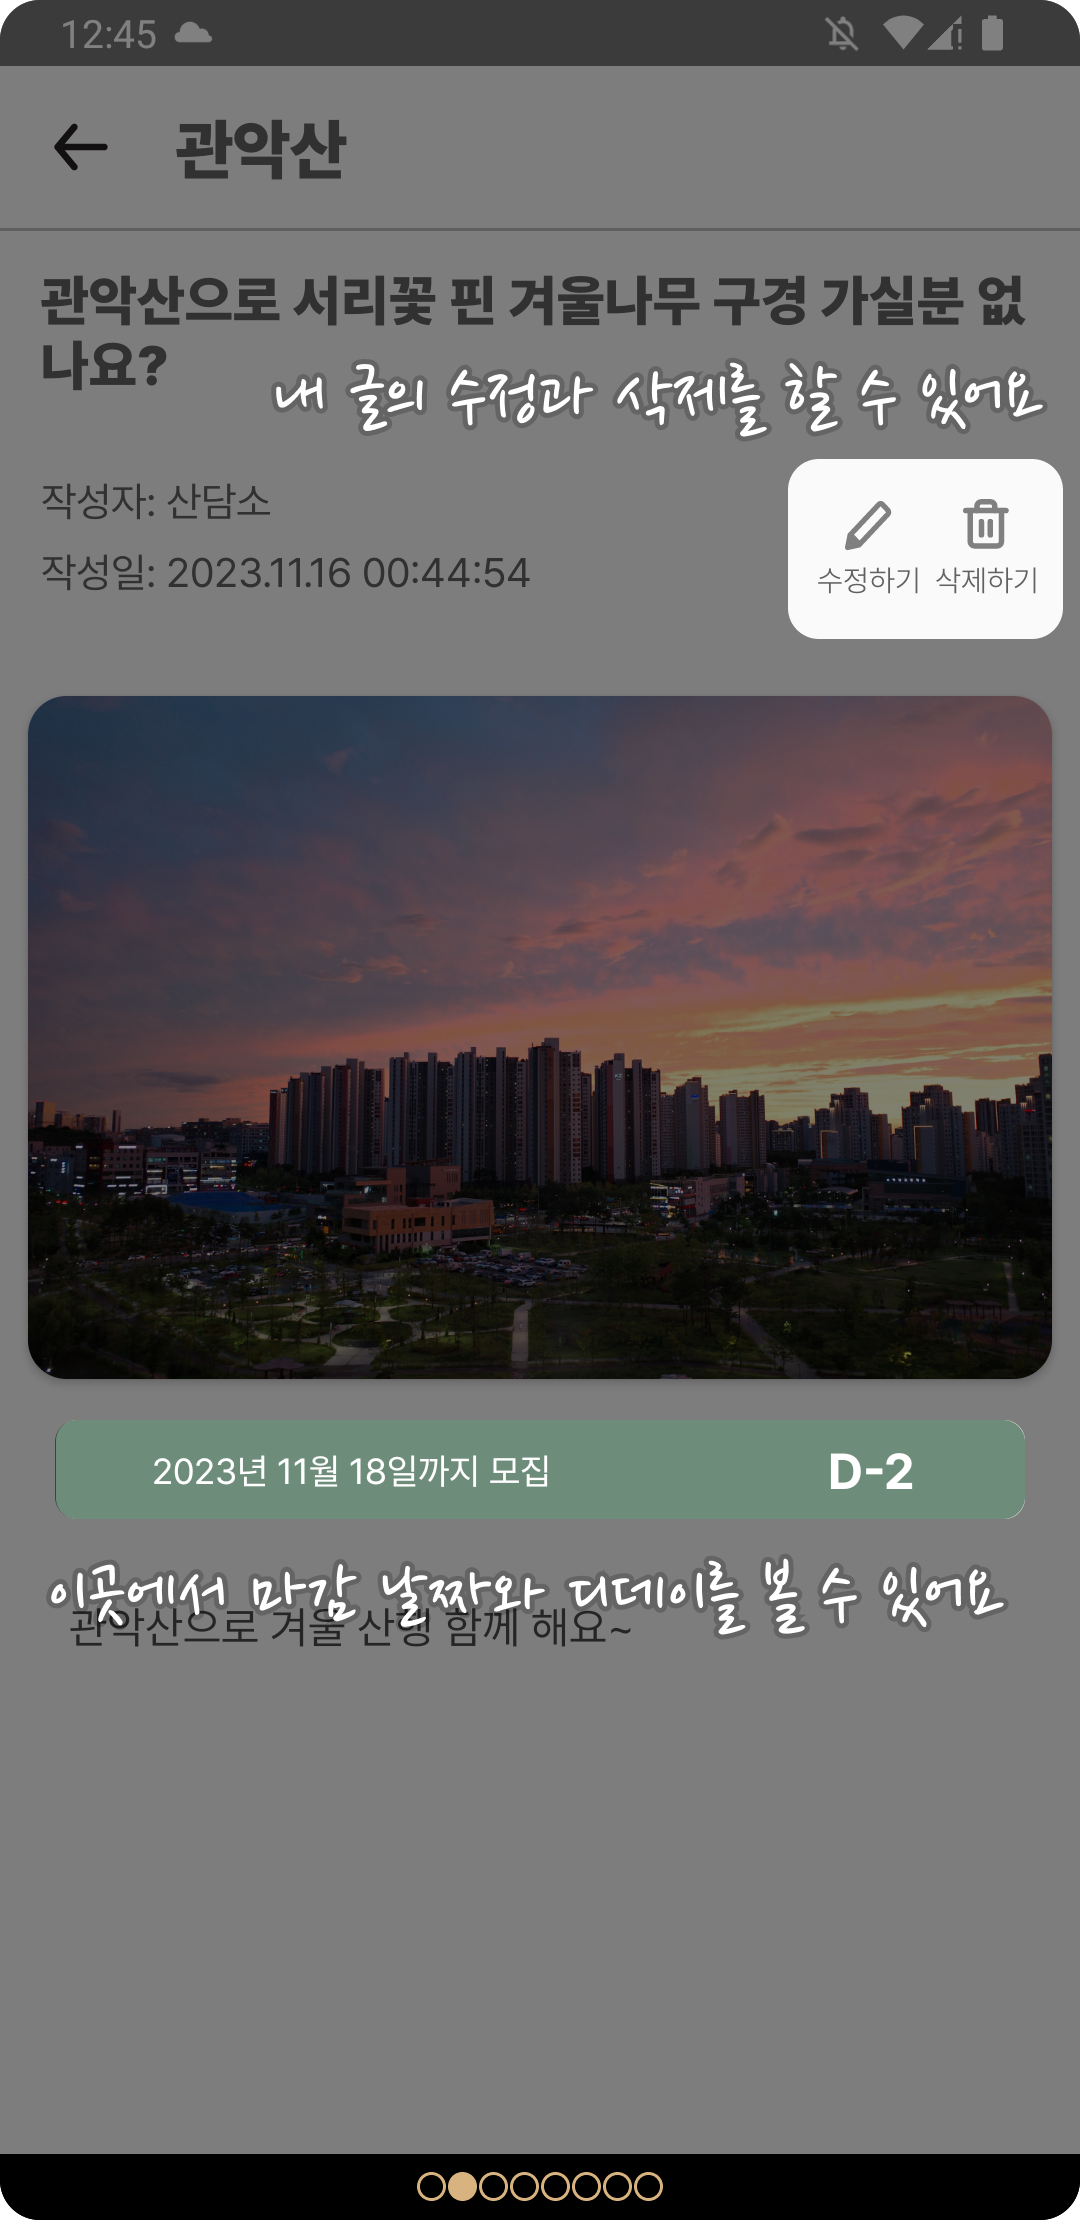 12:45
관악산
관악산으로 서리꽃 핀 겨울나무 구경 가실분 없
나요?
내 글의 수정과 삭제를 할 수 있어요
작성자: 산담소
작성일: 2023.11.16 00:44:54
수정하기 삭제하기
2023년 11월 18일까지 모집 D-2
이곳에서 마감 날짜와 디데이를 볼 수 있어요
관악산으로 겨울 산행 함께 해요~